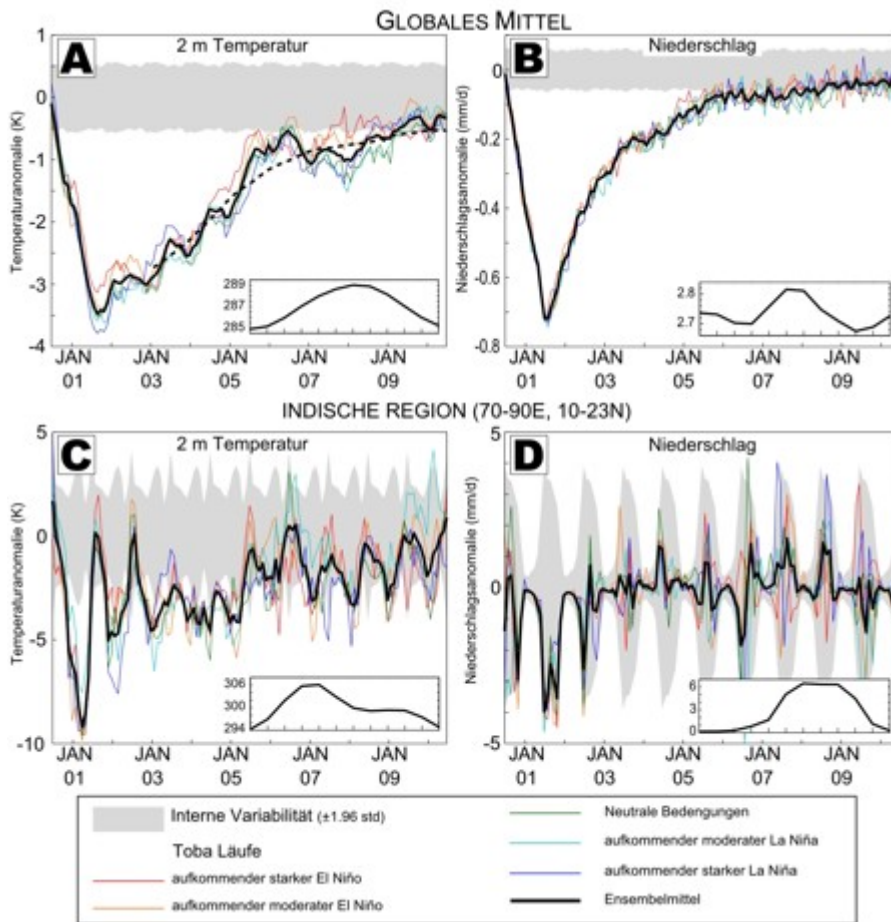 GLOBALES MITTEL
A
2 m Temperatur
Temperaturanomalie (K)
0
-1
-2
-3
-4
289
287
285
JAN JAN JAN JAN JAN
01 03 05 07 09
B
Niederschlag
Niederschlagsanomalie (mm/d)
0
-0.2
-0.4
-0.6
-0.8
2.8
2.7
JAN JAN JAN JAN JAN
01 03 05 07 09
INDISCHE REGION (70-90E, 10-23N)
C
2 m Temperatur
Temperaturanomalie (K)
5
0
-5
-10
306
300
294
JAN JAN JAN JAN JAN
01 03 05 07 09
D
Niederschlag
Niederschlagsanomalie (mm/d)
5
0
-5
6
3
0
JAN JAN JAN JAN JAN
01 03 05 07 09
Interne Variabilität (±1.96 std)
Toba Läufe
aufkommender starker El Niño
aufkommender moderater El Niño
Neutrale Bedengungen
aufkommender moderater La Niña
aufkommender starker La Niña
Ensembelmittel